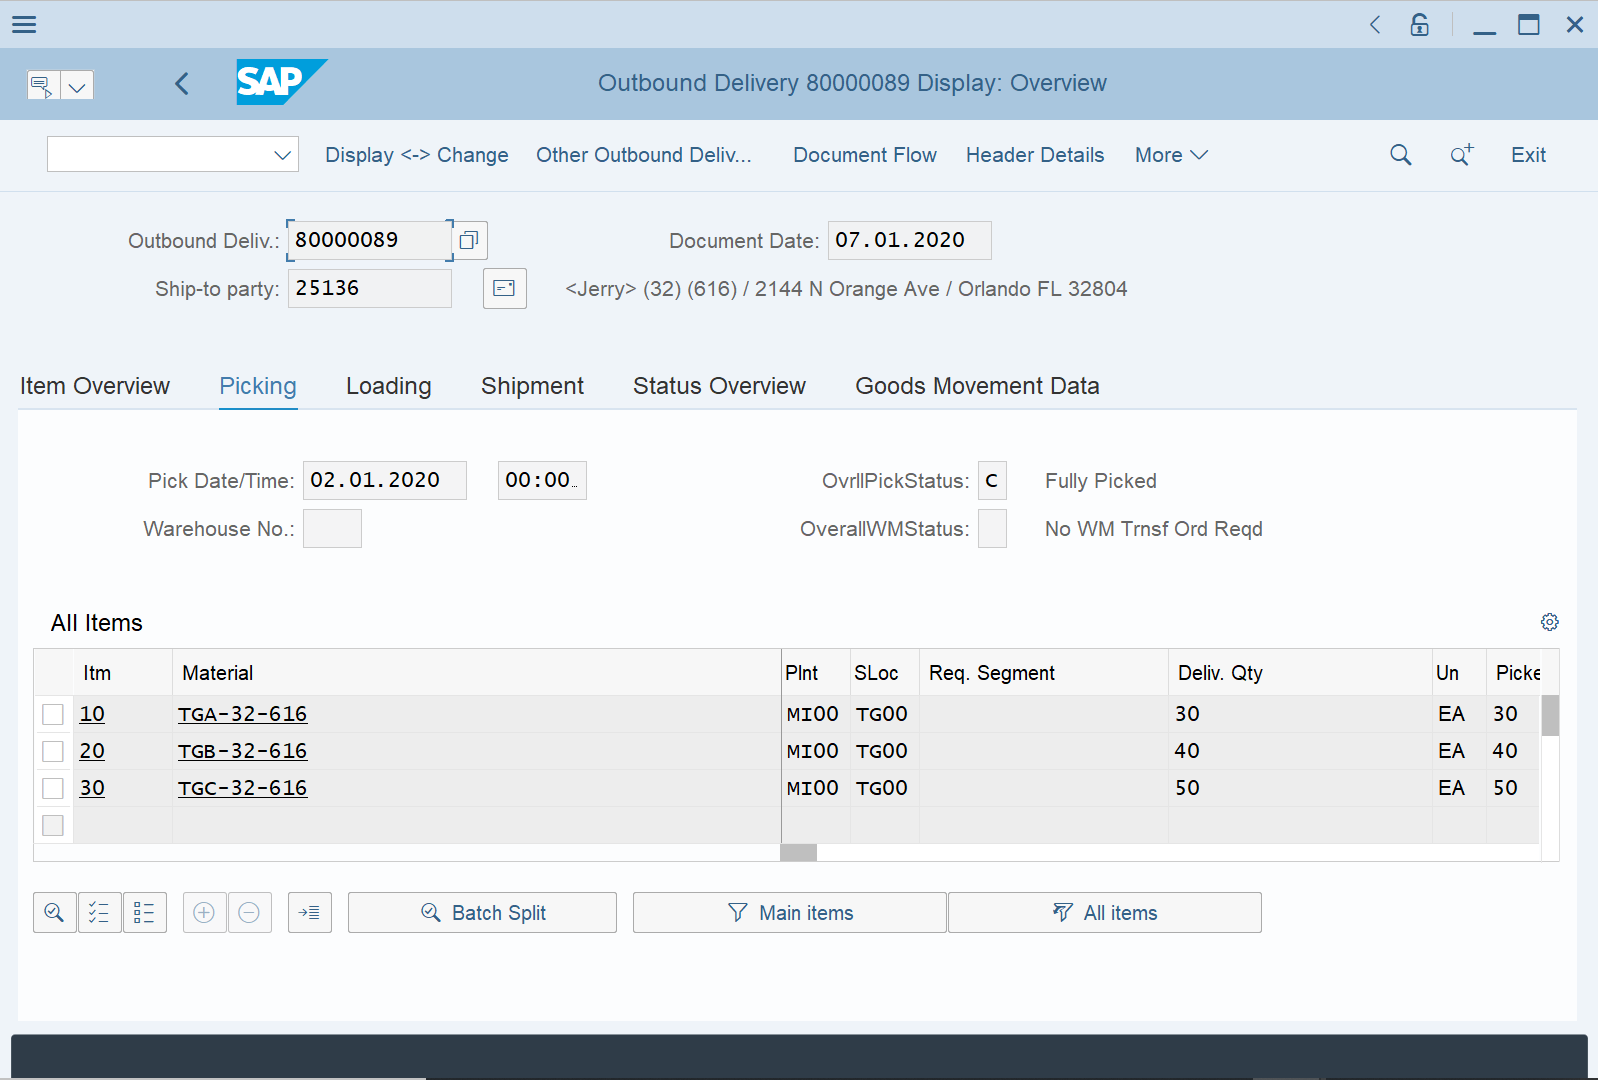 SAP
Outbound Delivery 80000089 Display: Overview
Display <-> Change Other Outbound Deliv... Document Flow Header Details More Exit
Outbound Deliv.: 80000089 Document Date: 07.01.2020
Ship-to party: 25136 <Jerry> (32) (616) / 2144 N Orange Ave / Orlando FL 32804
Item Overview Picking Loading Shipment Status Overview Goods Movement Data
Pick Date/Time: 02.01.2020 00:00… OvrllPickStatus: C Fully Picked
Warehouse No.: OverallWMStatus: No WM Trnsf Ord Reqd
All Items
Itm Material Plnt SLoc Req. Segment Deliv. Qty Un Picke
10 TGA-32-616 MI00 TG00 30 EA 30
20 TGB-32-616 MI00 TG00 40 EA 40
30 TGC-32-616 MI00 TG00 50 EA 50
Batch Split Main items All items